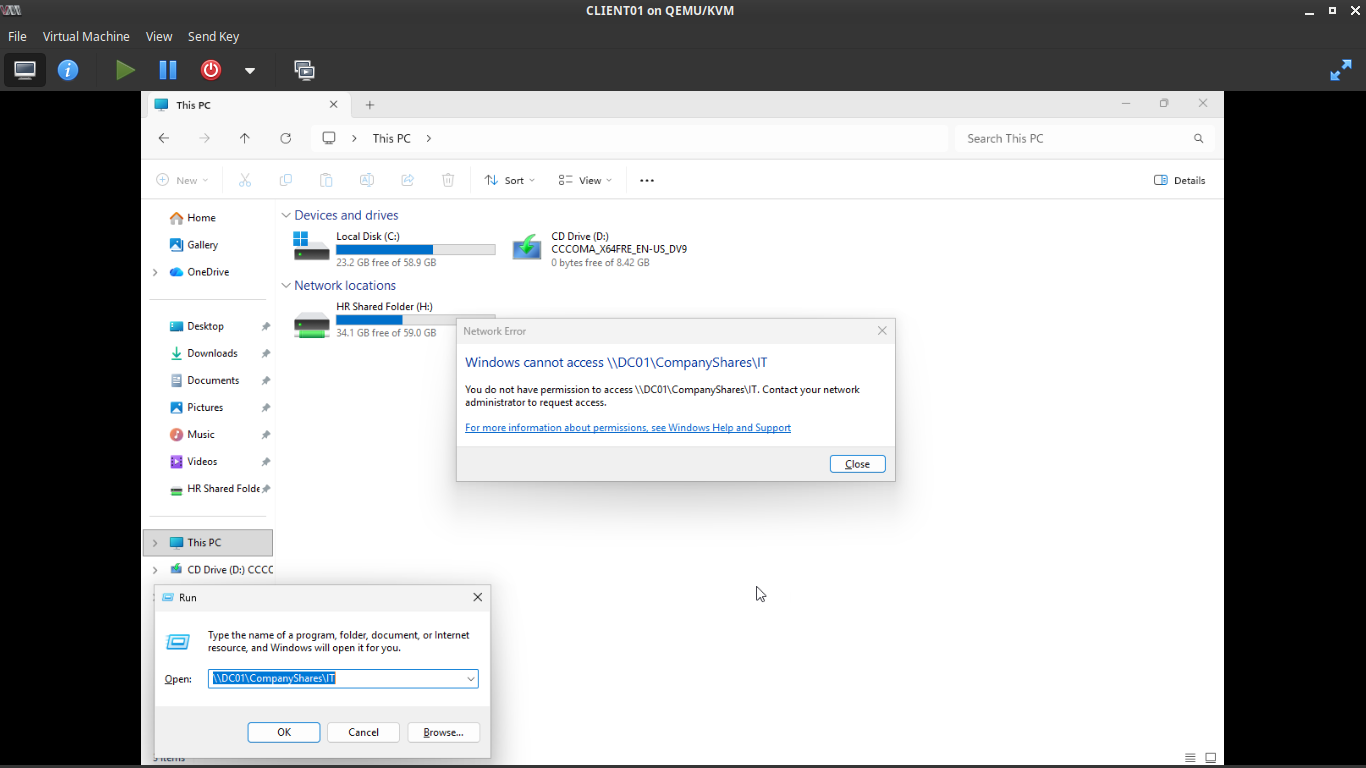 CLIENT01 on QEMU/KVM
File Virtual Machine View Send Key
This PC
This PC
Search This PC
New
Sort
View
Details
Home
Gallery
OneDrive
Desktop
Downloads
Documents
Pictures
Music
Videos
HR Shared Folde
This PC
CD Drive (D:) CCCC
Devices and drives
Local Disk (C:)
23.2 GB free of 58.9 GB
CD Drive (D:)
CCCOMA_X64FRE_EN-US_DV9
0 bytes free of 8.42 GB
Network locations
HR Shared Folder (H:)
34.1 GB free of 59.0 GB
Network Error
Windows cannot access \\DC01\CompanyShares\IT
You do not have permission to access \\DC01\CompanyShares\IT. Contact your network
administrator to request access.
For more information about permissions, see Windows Help and Support
Close
Run
Type the name of a program, folder, document, or Internet
resource, and Windows will open it for you.
Open:
\\DC01\CompanyShares\IT
OK
Cancel
Browse...